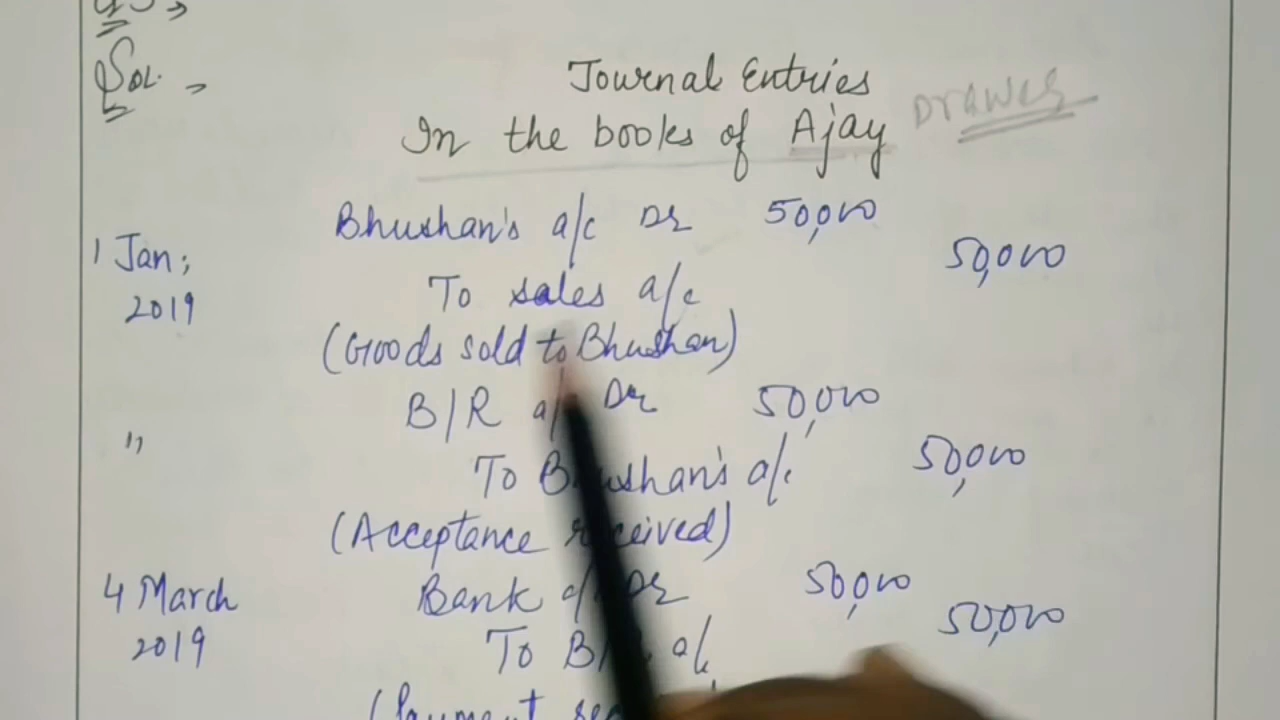 Sol.
Journal Entries
In the books of Ajay Drawer
Bhushan's a/c Dr 50,000
1 Jan; 2019
To sales a/c 50,000
(Goods sold to Bhushan)
" B/R a/c Dr 50,000
To Bhushan's a/c 50,000
(Acceptance received)
4 March 2019
Bank a/c Dr 50,000
To B/R a/c 50,000
(Payment